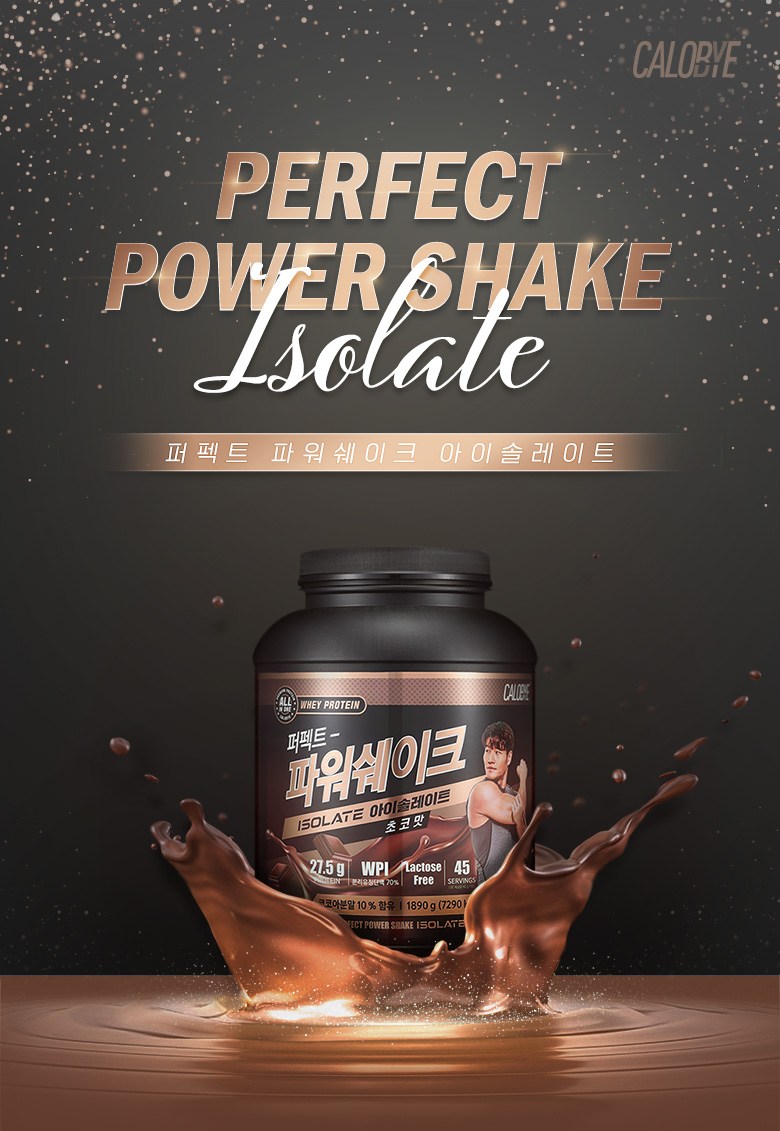 CALOBYE
PERFECT
POWER SHAKE
Isolate
퍼펙트 파워쉐이크 아이솔레이트
CALOBYE
ALL
IN ONE
WHEY PROTEIN
퍼펙트-
파워쉐이크
ISOLATE 아이솔레이트
초코맛
27.5 g WPI Lactose 45
PROTEIN 분리유청단백 70% Free SERVINGS
코코아분말 10% 함유 1890 g (7290
PERFECT POWER SHAKE ISOLATE